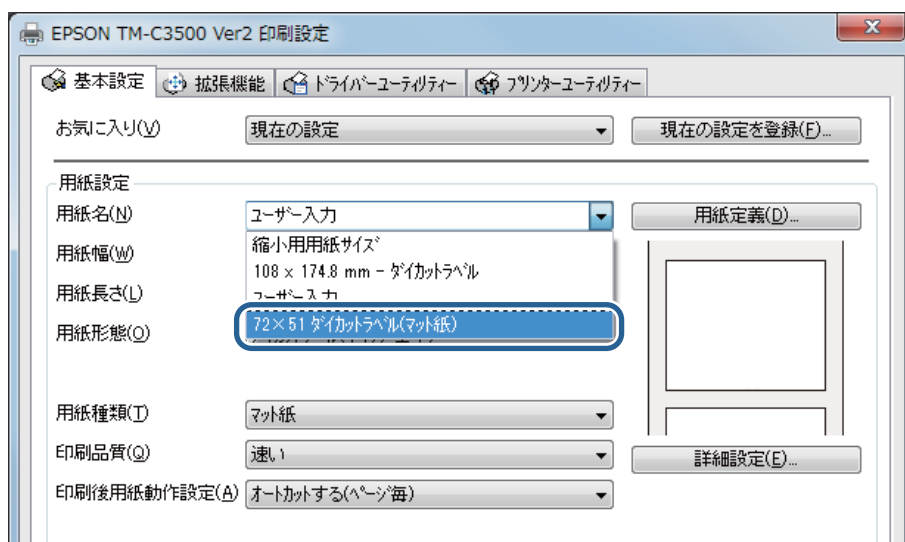 EPSON TM-C3500 Ver2 印刷設定
基本設定 拡張機能 ドライバーユーティリティー プリンターユーティリティー
お気に入り(V) 現在の設定 現在の設定を登録(F)...
用紙設定
用紙名(N) ユーザー入力 用紙定義(D)...
縮小用用紙サイズ
用紙幅(W)
108 x 174.8 mm - ダイカットラベル
用紙長さ(L) ユーザー入力
72×51 ダイカットラベル(マット紙)
用紙形態(O)
用紙種類(T) マット紙
印刷品質(Q) 速い 詳細設定(E)...
印刷後用紙動作設定(A) オートカットする(ページ毎)